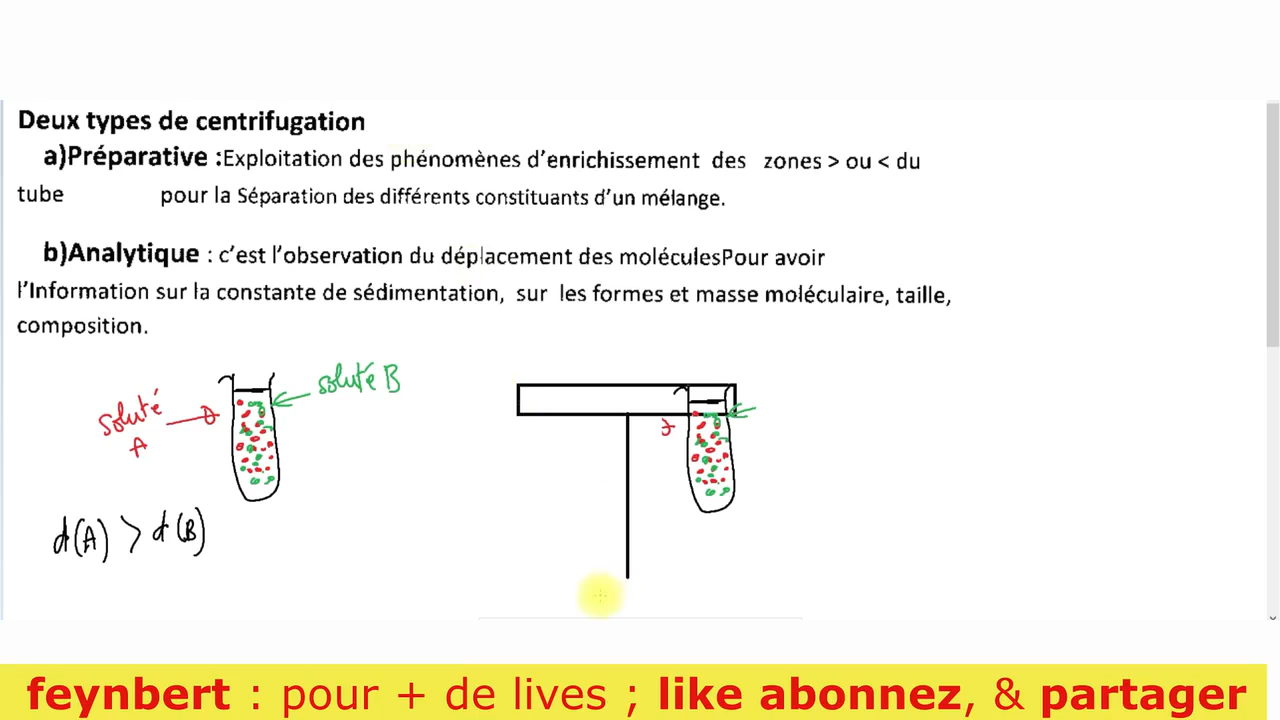 Deux types de centrifugation
a)Préparative :Exploitation des phénomènes d'enrichissement des zones > ou < du
tube pour la Séparation des différents constituants d'un mélange.
b)Analytique : c'est l'observation du déplacement des moléculesPour avoir
l'Information sur la constante de sédimentation, sur les formes et masse moléculaire, taille,
composition.
soluté B
soluté
A
d(A) > d(B)
feynbert : pour + de lives ; like abonnez, & partager